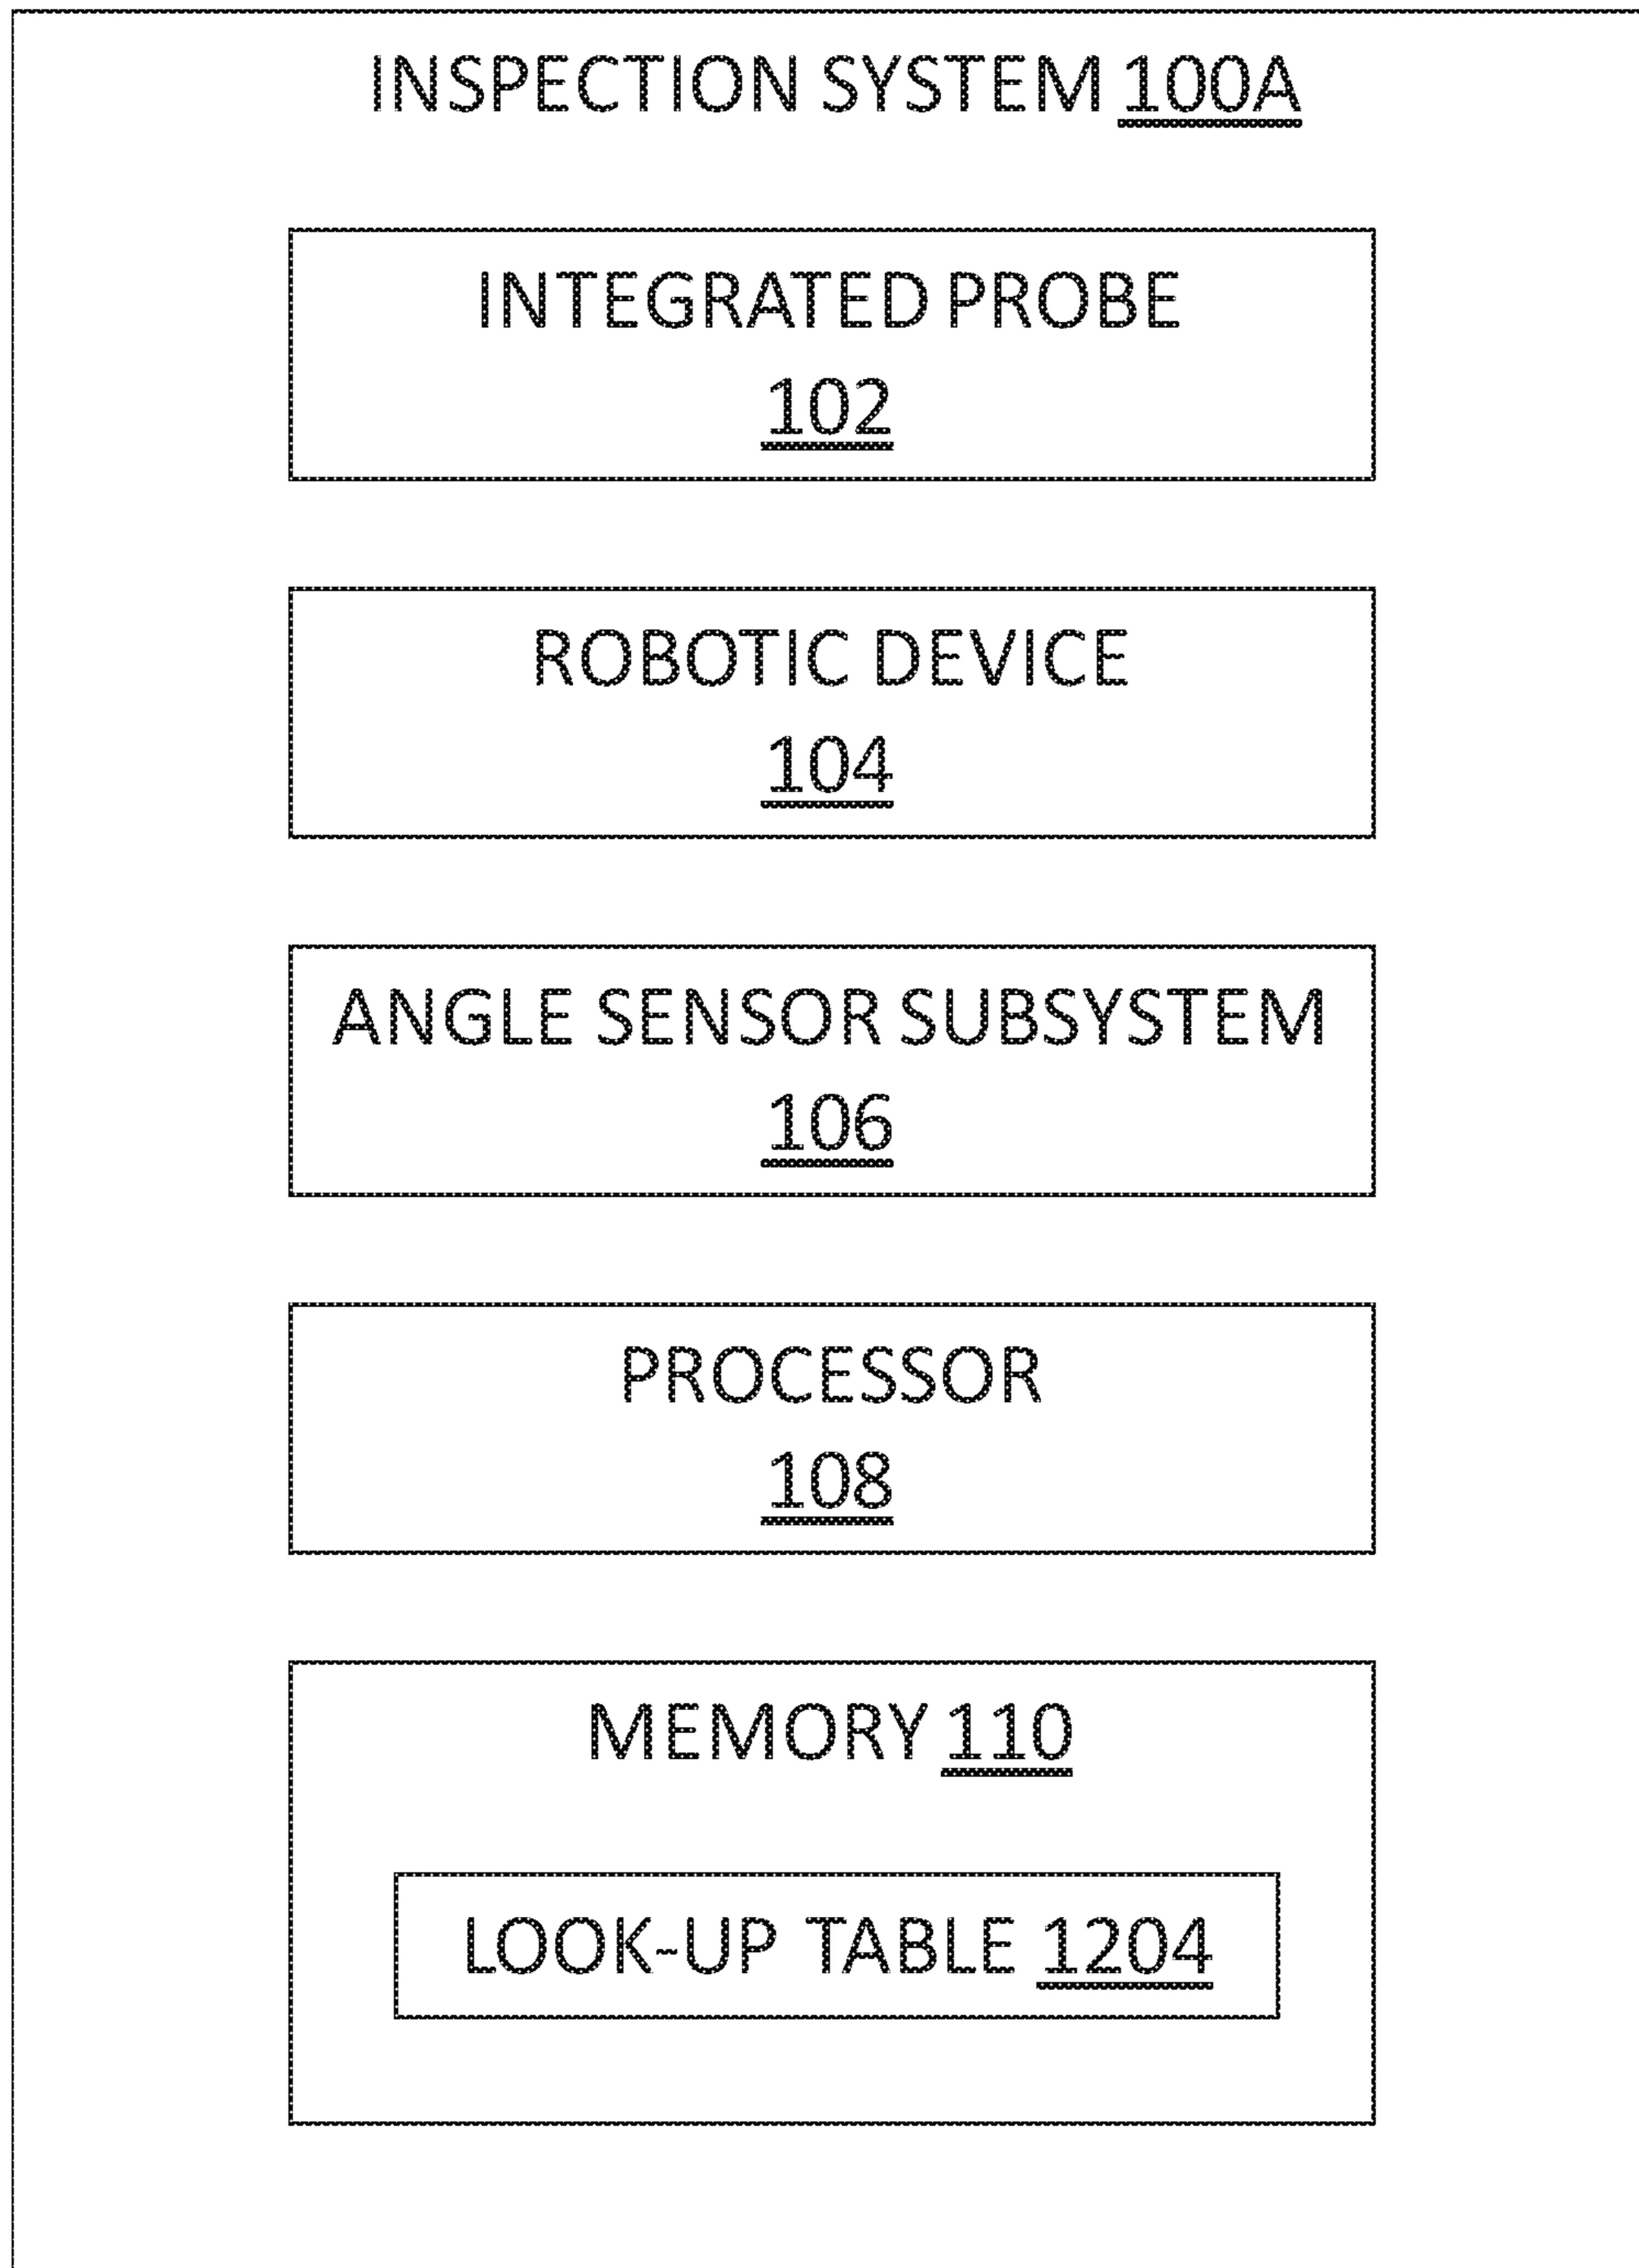 INSPECTION SYSTEM 100A
INTEGRATED PROBE
102
ROBOTIC DEVICE
104
ANGLE SENSOR SUBSYSTEM
106
PROCESSOR
108
MEMORY 110
LOOK-UP TABLE 1204